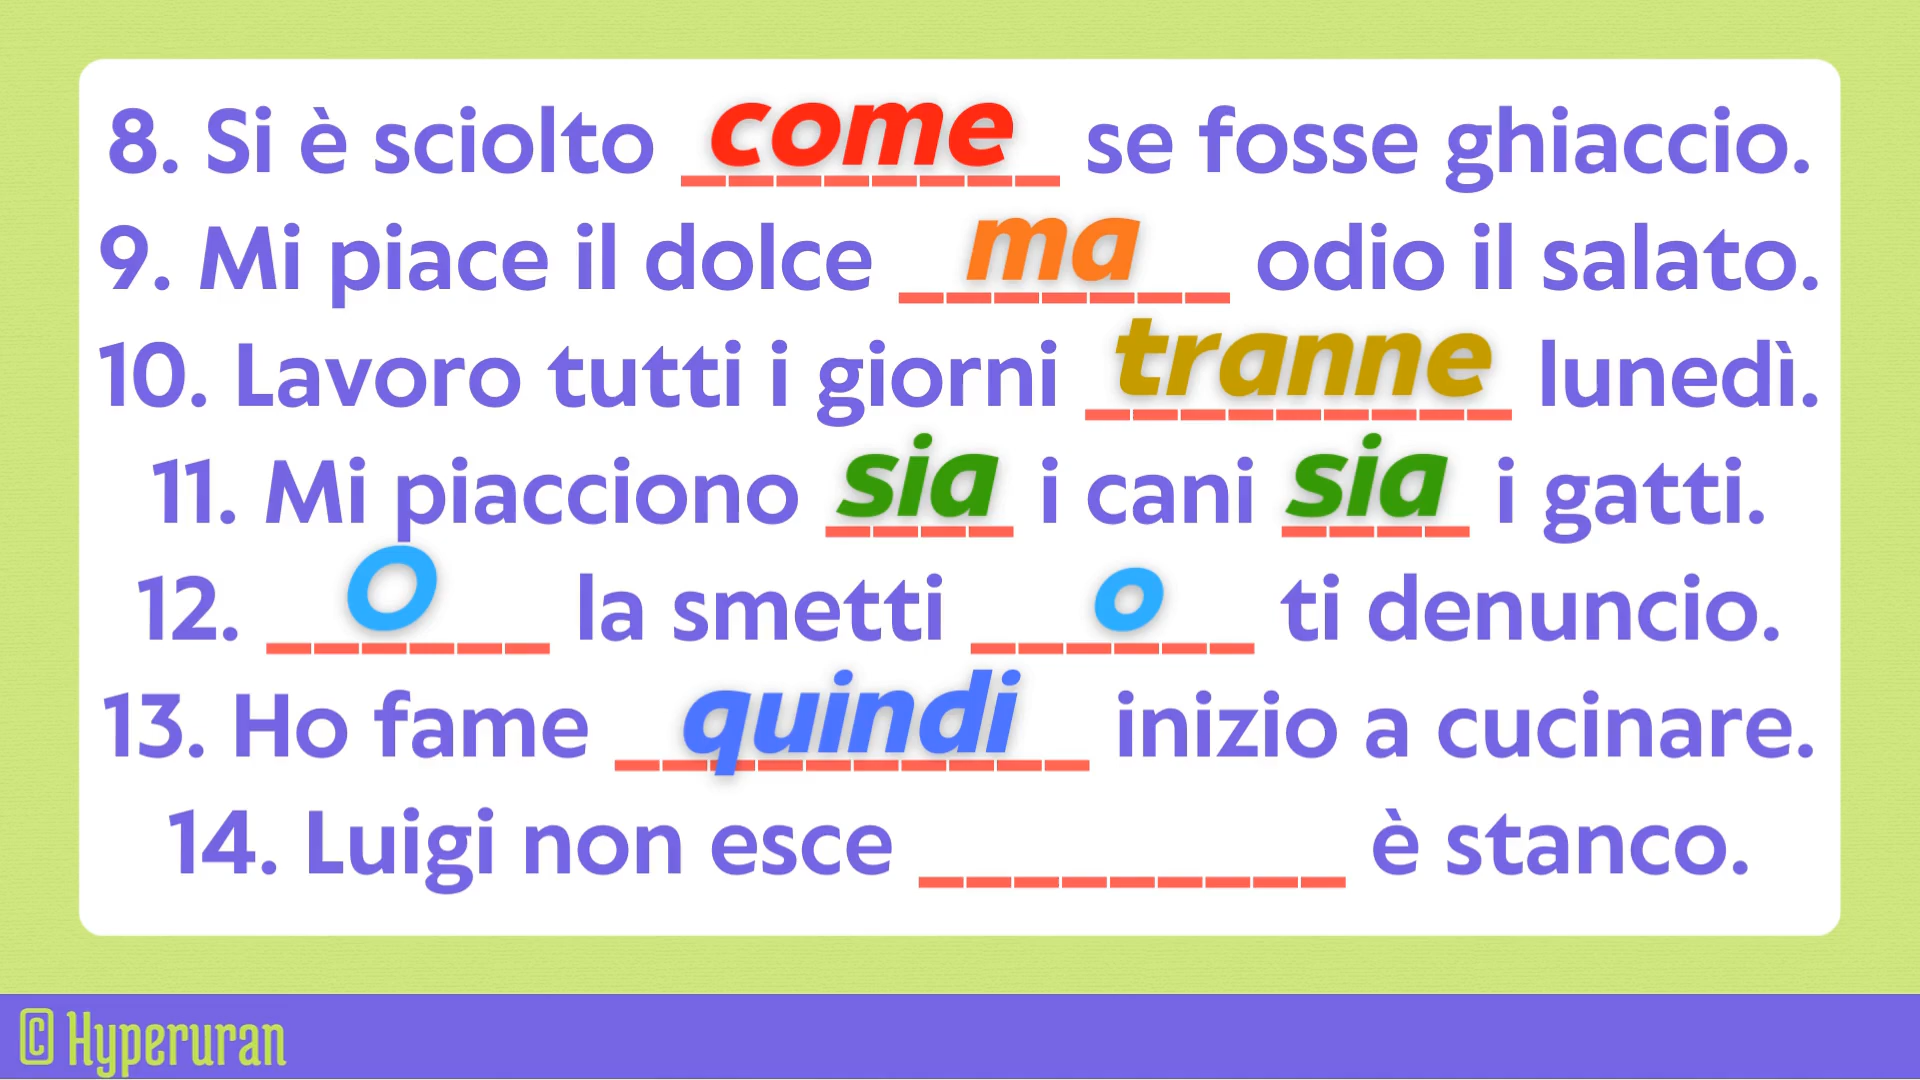 8. Si è sciolto come se fosse ghiaccio.
9. Mi piace il dolce ma odio il salato.
10. Lavoro tutti i giorni tranne lunedì.
11. Mi piacciono sia i cani sia i gatti.
12. O la smetti o ti denuncio.
13. Ho fame quindi inizio a cucinare.
14. Luigi non esce _________ è stanco.
© Hyperuran